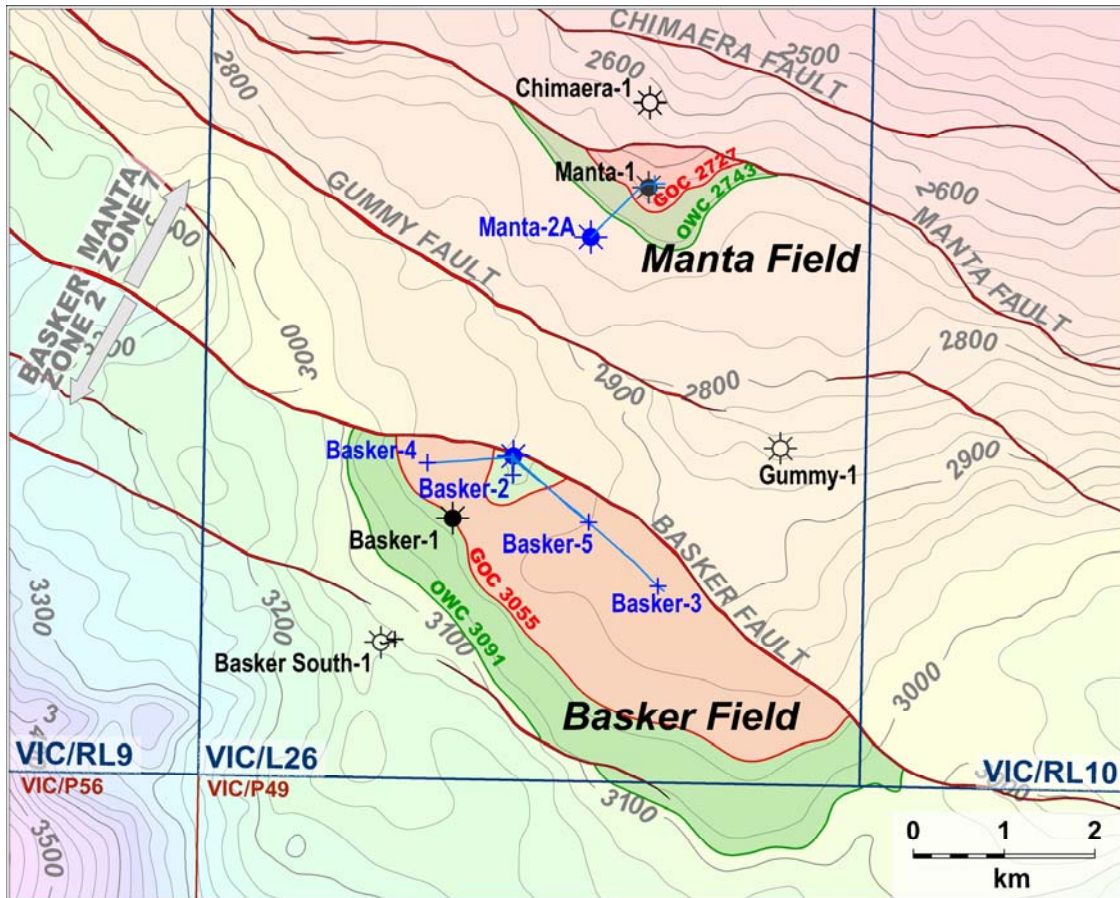 CHIMAERA FAULT
2500
2600
2800
Chimaera-1
Manta-1
GOC 2727
OWC 2743
2600
MANTA FAULT
Manta-2A
Manta Field
GUMMY FAULT
BASKER MANTA
ZONE 2 ZONE 1
3000
2900
2800
2800
2900
Gummy-1
Basker-4
Basker-2
Basker-1
Basker-5
Basker-3
BASKER FAULT
GOC 3055
OWC 3091
3300
3200
3100
Basker South-1
Basker Field
3000
VIC/RL9
VIC/L26
VIC/RL10
VIC/P56
VIC/P49
3100
3500
0 1 2
km